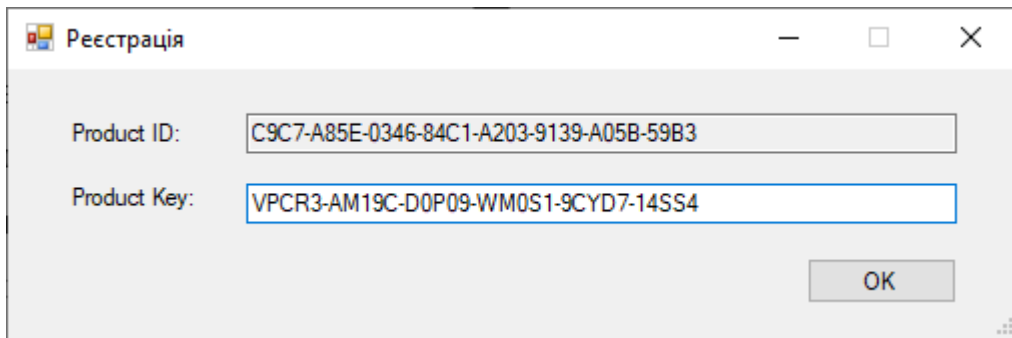 Реєстрація
Product ID: C9C7-A85E-0346-84C1-A203-9139-A05B-59B3
Product Key: VPCR3-AM19C-D0P09-WM0S1-9CYD7-14SS4
OK